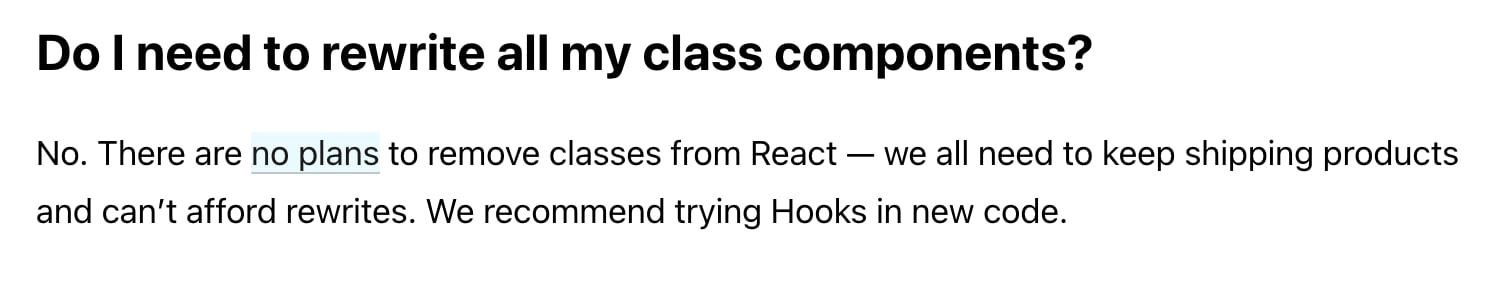 Do I need to rewrite all my class components?
No. There are no plans to remove classes from React — we all need to keep shipping products
and can’t afford rewrites. We recommend trying Hooks in new code.